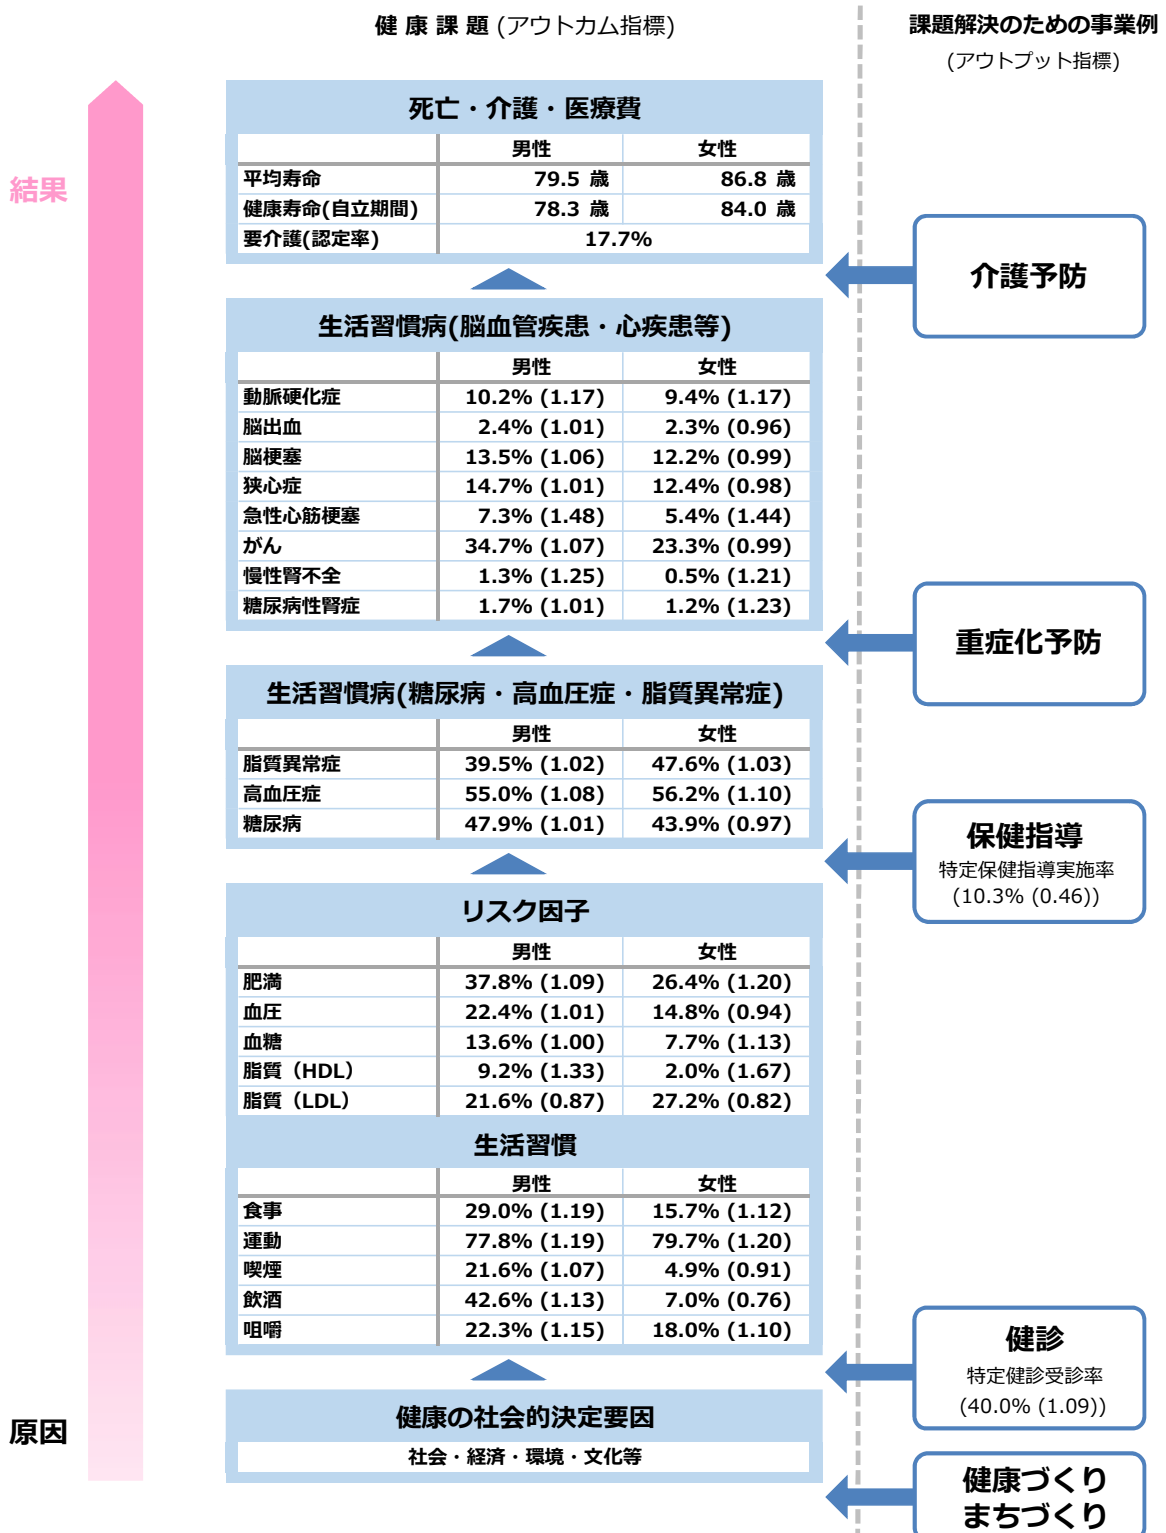 健 康 課 題 (アウトカム指標)
課題解決のための事業例
(アウトプット指標)
結果
原因
死亡・介護・医療費
男性 女性
平均寿命 79.5 歳 86.8 歳
健康寿命(自立期間) 78.3 歳 84.0 歳
要介護(認定率) 17.7%
介護予防
生活習慣病(脳血管疾患・心疾患等)
男性 女性
動脈硬化症 10.2% (1.17) 9.4% (1.17)
脳出血 2.4% (1.01) 2.3% (0.96)
脳梗塞 13.5% (1.06) 12.2% (0.99)
狭心症 14.7% (1.01) 12.4% (0.98)
急性心筋梗塞 7.3% (1.48) 5.4% (1.44)
がん 34.7% (1.07) 23.3% (0.99)
慢性腎不全 1.3% (1.25) 0.5% (1.21)
糖尿病性腎症 1.7% (1.01) 1.2% (1.23)
重症化予防
生活習慣病(糖尿病・高血圧症・脂質異常症)
男性 女性
脂質異常症 39.5% (1.02) 47.6% (1.03)
高血圧症 55.0% (1.08) 56.2% (1.10)
糖尿病 47.9% (1.01) 43.9% (0.97)
保健指導
特定保健指導実施率
(10.3% (0.46))
リスク因子
男性 女性
肥満 37.8% (1.09) 26.4% (1.20)
血圧 22.4% (1.01) 14.8% (0.94)
血糖 13.6% (1.00) 7.7% (1.13)
脂質（HDL） 9.2% (1.33) 2.0% (1.67)
脂質（LDL） 21.6% (0.87) 27.2% (0.82)
生活習慣
男性 女性
食事 29.0% (1.19) 15.7% (1.12)
運動 77.8% (1.19) 79.7% (1.20)
喫煙 21.6% (1.07) 4.9% (0.91)
飲酒 42.6% (1.13) 7.0% (0.76)
咀嚼 22.3% (1.15) 18.0% (1.10)
健診
特定健診受診率
(40.0% (1.09))
健康の社会的決定要因
社会・経済・環境・文化等
健康づくり
まちづくり